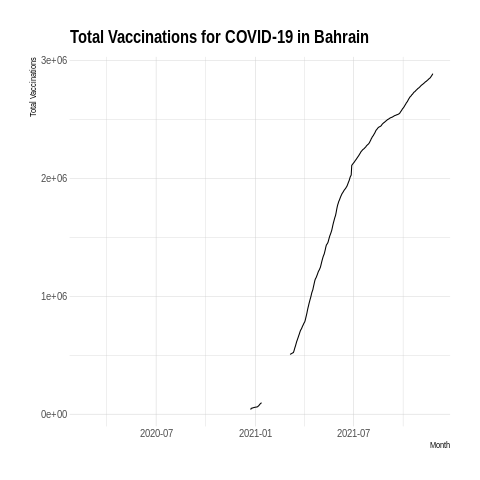 Total Vaccinations for COVID-19 in Bahrain
Total Vaccinations
3e+06
2e+06
1e+06
0e+00
2020-07
2021-01
2021-07
Month